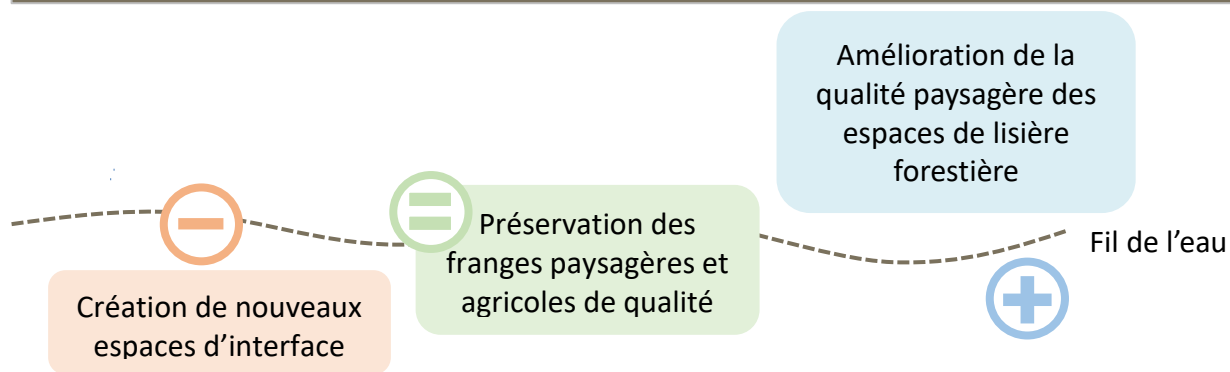 Création de nouveaux
espaces d’interface
Préservation des
franges paysagères et
agricoles de qualité
Amélioration de la
qualité paysagère des
espaces de lisière
forestière
Fil de l’eau